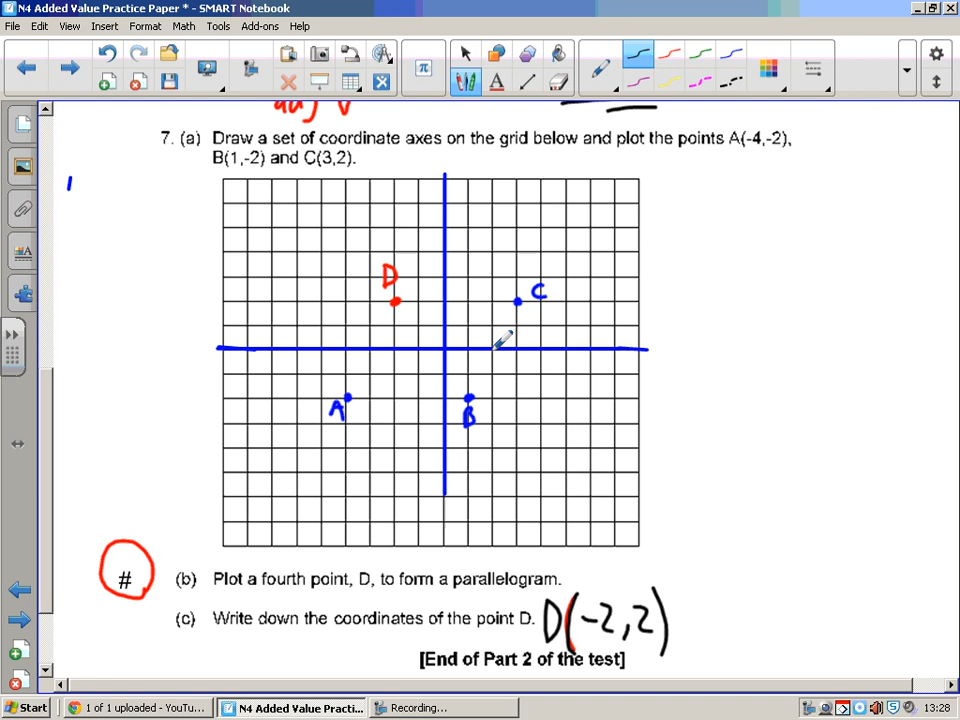 N4 Added Value Practice Paper * - SMART Notebook
File Edit View Insert Format Math Tools Add-ons Help
7. (a) Draw a set of coordinate axes on the grid below and plot the points A(-4,-2),
B(1,-2) and C(3,2).
D
C
A
B
# (b) Plot a fourth point, D, to form a parallelogram.
(c) Write down the coordinates of the point D. D(-2,2)
[End of Part 2 of the test]
Start 1 of 1 uploaded - YouTu... N4 Added Value Practi... Recording... 13:28